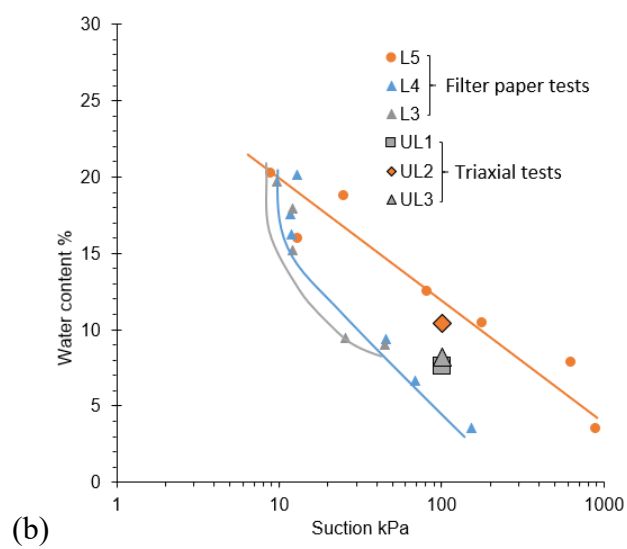 30
25
20
15
10
5
0
Water content %
L5
L4
L3
Filter paper tests
UL1
UL2
UL3
Triaxial tests
1
10
100
1000
Suction kPa
(b)